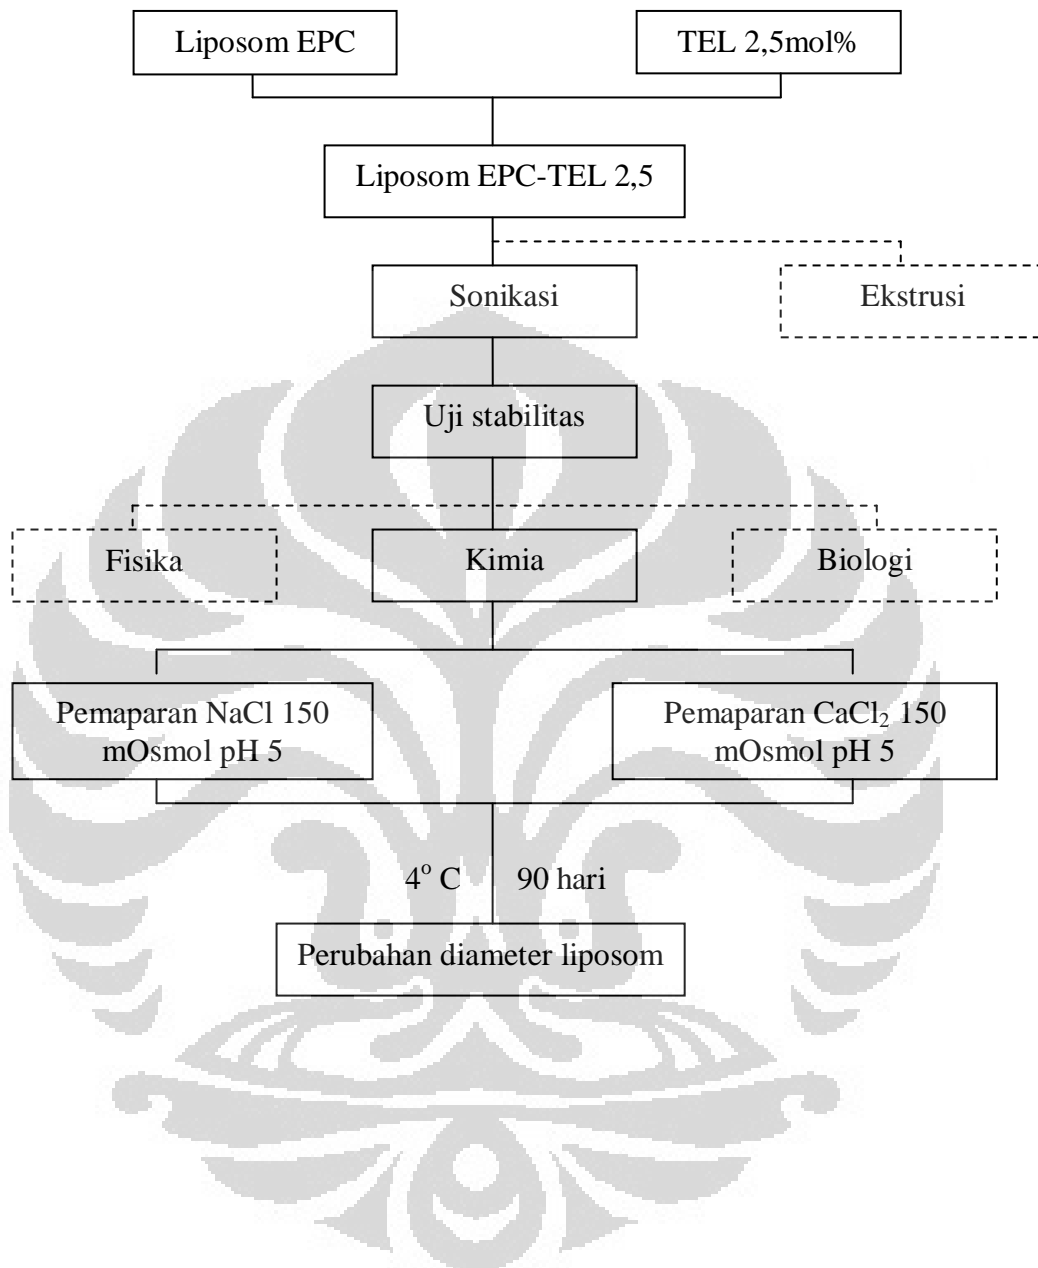 Liposom EPC
TEL 2,5mol%
Liposom EPC-TEL 2,5
Sonikasi
Ekstrusi
Uji stabilitas
Fisika
Kimia
Biologi
Pemaparan NaCl 150
mOsmol pH 5
Pemaparan CaCl₂ 150
mOsmol pH 5
4° C
90 hari
Perubahan diameter liposom